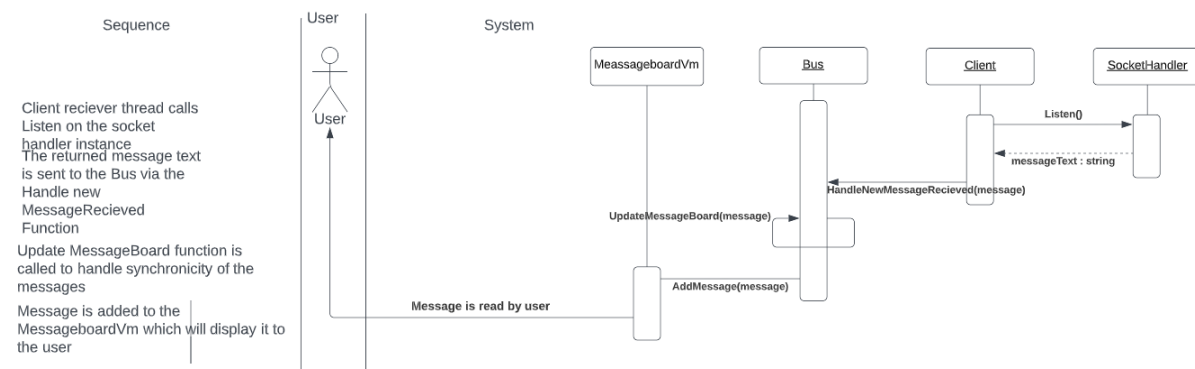 Sequence
User
System
User
MeassageboardVm
Bus
Client
SocketHandler
Client reciever thread calls
Listen on the socket
handler instance
The returned message text
is sent to the Bus via the
Handle new
MessageRecieved
Function
Update MessageBoard function is
called to handle synchronicity of the
messages
Message is added to the
MessageboardVm which will display it to
the user
Listen()
messageText : string
HandleNewMessageRecieved(message)
UpdateMessageBoard(message)
AddMessage(message)
Message is read by user